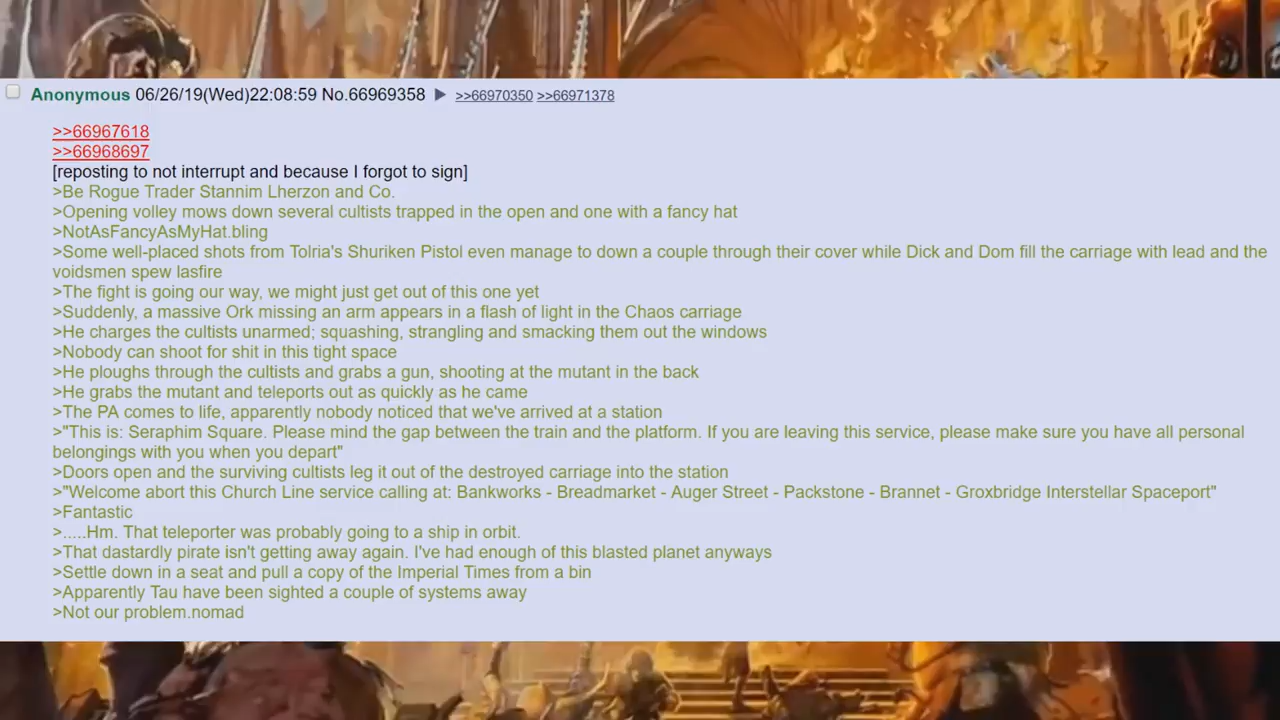 Anonymous 06/26/19(Wed)22:08:59 No.66969358 ▶ >>66970350 >>66971378
>>66967618
>>66968697
[reposting to not interrupt and because I forgot to sign]
>Be Rogue Trader Stannim Lherzon and Co.
>Opening volley mows down several cultists trapped in the open and one with a fancy hat
>NotAsFancyAsMyHat.bling
>Some well-placed shots from Tolria's Shuriken Pistol even manage to down a couple through their cover while Dick and Dom fill the carriage with lead and the
voidsmen spew lasfire
>The fight is going our way, we might just get out of this one yet
>Suddenly, a massive Ork missing an arm appears in a flash of light in the Chaos carriage
>He charges the cultists unarmed; squashing, strangling and smacking them out the windows
>Nobody can shoot for shit in this tight space
>He ploughs through the cultists and grabs a gun, shooting at the mutant in the back
>He grabs the mutant and teleports out as quickly as he came
>The PA comes to life, apparently nobody noticed that we've arrived at a station
>"This is: Seraphim Square. Please mind the gap between the train and the platform. If you are leaving this service, please make sure you have all personal
belongings with you when you depart"
>Doors open and the surviving cultists leg it out of the destroyed carriage into the station
>"Welcome abort this Church Line service calling at: Bankworks - Breadmarket - Auger Street - Packstone - Brannet - Groxbridge Interstellar Spaceport"
>Fantastic
>.....Hm. That teleporter was probably going to a ship in orbit.
>That dastardly pirate isn't getting away again. I've had enough of this blasted planet anyways
>Settle down in a seat and pull a copy of the Imperial Times from a bin
>Apparently Tau have been sighted a couple of systems away
>Not our problem.nomad